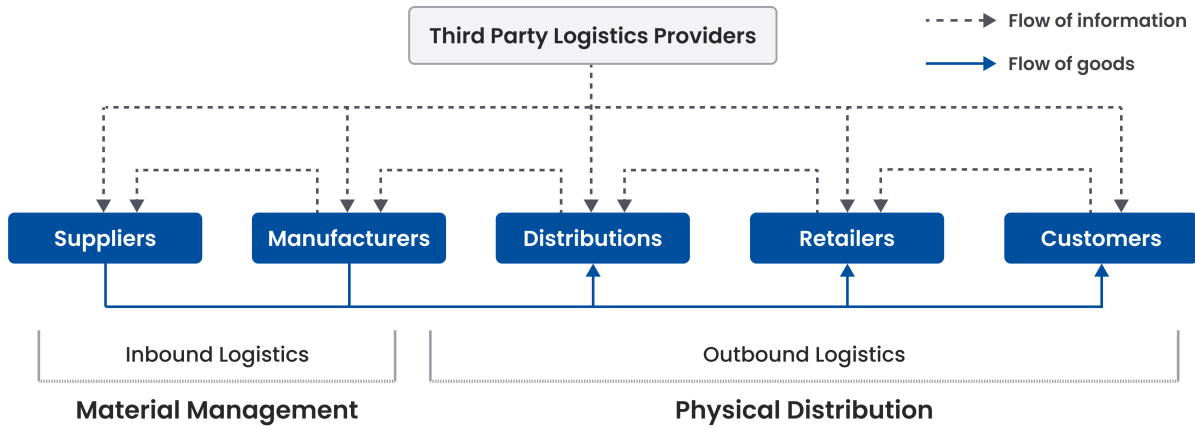 Third Party Logistics Providers
Flow of information
Flow of goods
Suppliers
Manufacturers
Distributions
Retailers
Customers
Inbound Logistics
Outbound Logistics
Material Management
Physical Distribution